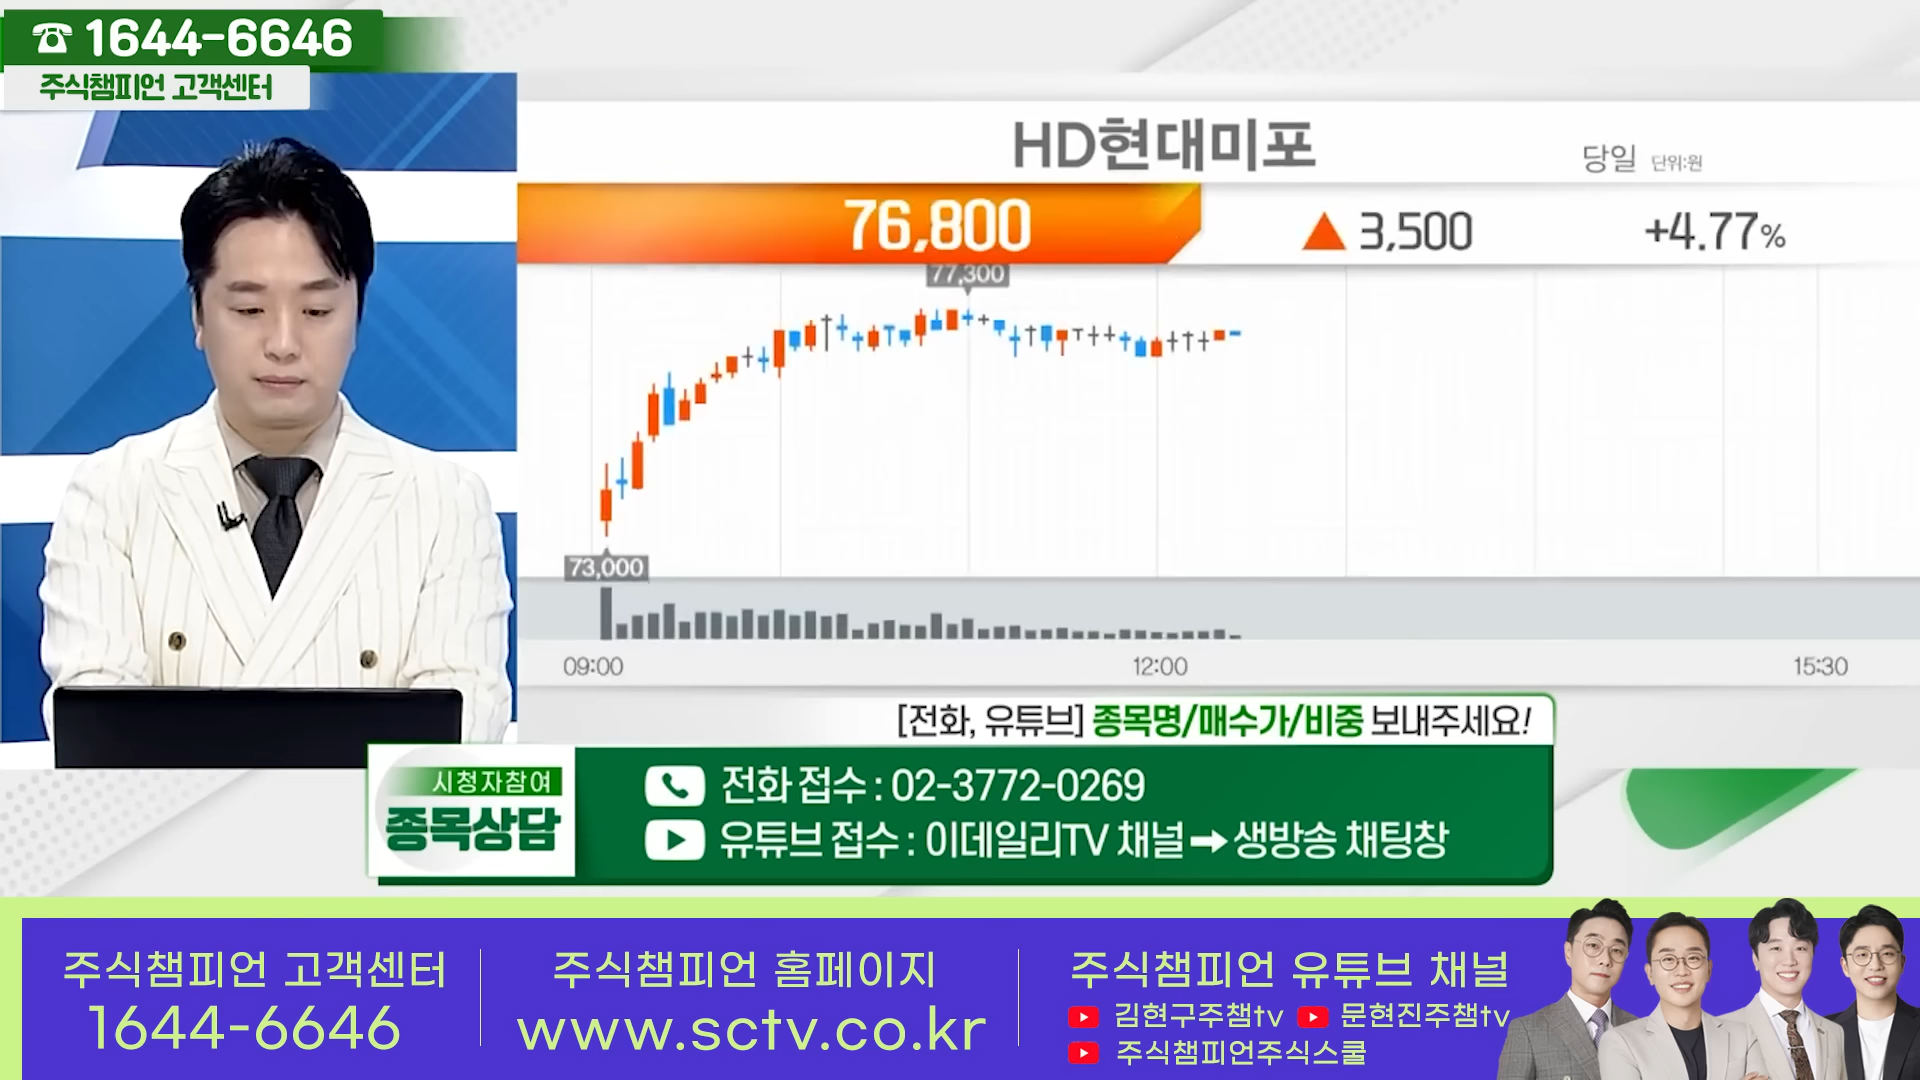 ☎ 1644-6646
주식챔피언 고객센터
HD현대미포
당일 단위:원
76,800 ▲ 3,500 +4.77%
77,300
73,000
09:00 12:00 15:30
[전화, 유튜브] 종목명/매수가/비중 보내주세요!
시청자참여
종목상담
전화 접수 : 02-3772-0269
유튜브 접수 : 이데일리TV 채널 ➡ 생방송 채팅창
주식챔피언 고객센터
1644-6646
주식챔피언 홈페이지
www.sctv.co.kr
주식챔피언 유튜브 채널
김현구주챔tv 문현진주챔tv
주식챔피언주식스쿨